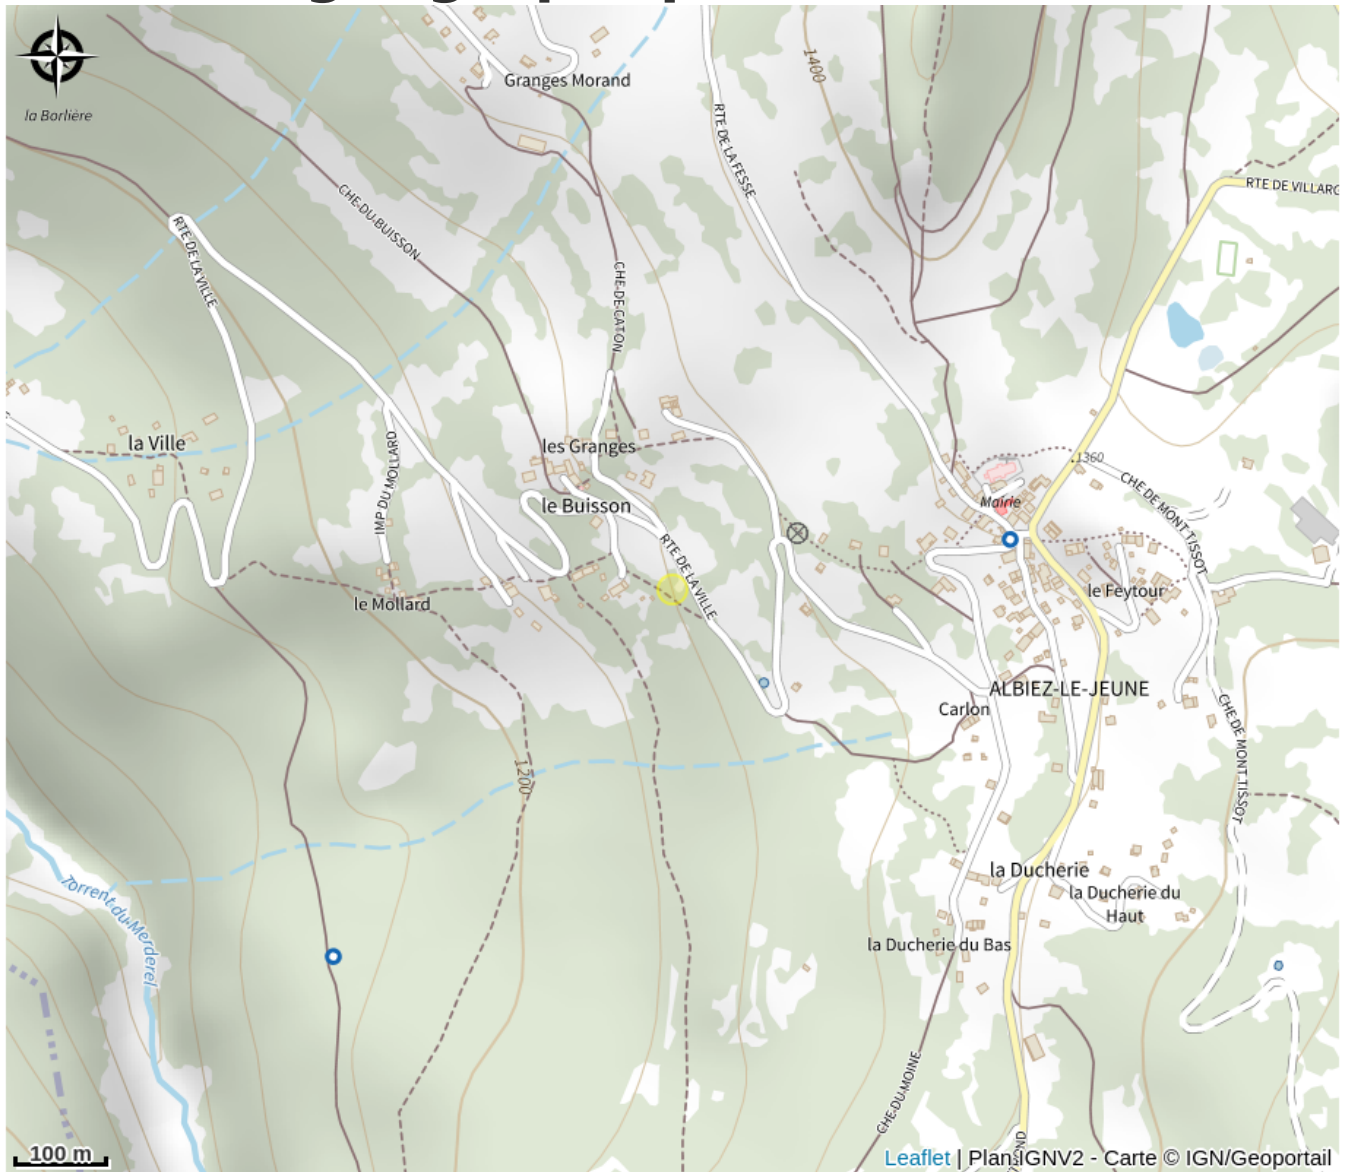 Granges Morand
1400
la Borlière
RTE DE LA FESSE
RTE DE VILLARG
CHE-DU-BUISSON
RTE DE LA VILLE
CHE-DE-CATON
la Ville
les Granges
IMP DU MOLLARD
le Buisson
1360
CHE DE MONT TISSOT
Mairie
RTE DE LA VILLE
le Feytour
le Mollard
ALBIEZ-LE-JEUNE
Carlon
CHE DE MONT TISSOT
1200
la Ducherie
la Ducherie du
Haut
Torrent-du-Merderel
la Ducherie du Bas
CHE-DU-MOINE
OND
100 m
Leaflet | Plan IGNV2 - Carte © IGN/Geoportail